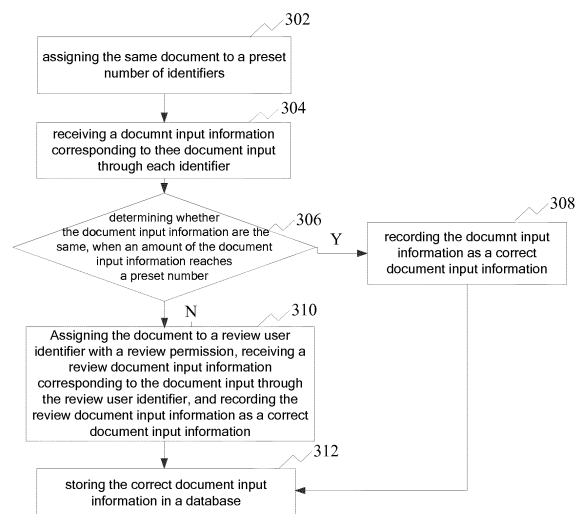 302
assigning the same document to a preset
number of identifiers
304
receiving a documnt input information
corresponding to thee document input
through each identifier
306
determining whether
the document input information are the
same, when an amount of the document
input information reaches
a preset number
Y
308
recording the documnt input
information as a correct
document input information
N
310
Assigning the document to a review user
identifier with a review permission, receiving a
review document input information
corresponding to the document input through
the review user identifier, and recording the
review document input information as a correct
document input information
312
storing the correct document input
information in a database